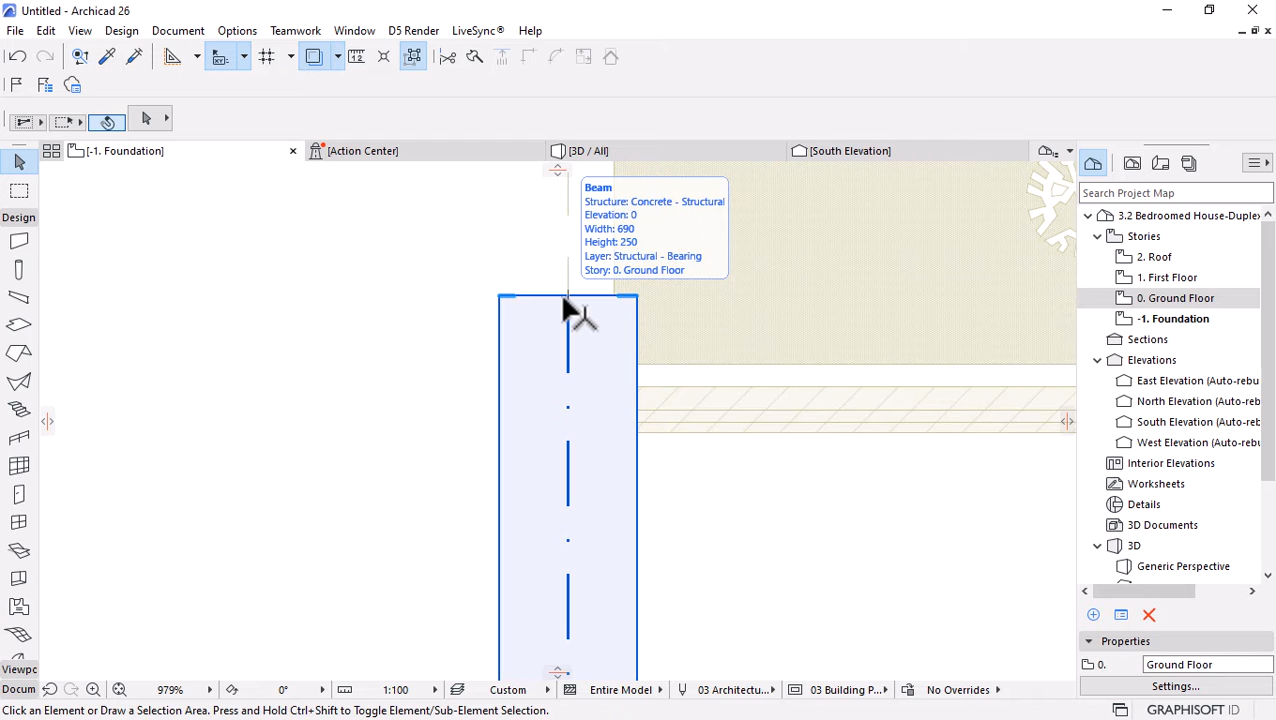 Untitled - Archicad 26
File Edit View Design Document Options Teamwork Window D5 Render LiveSync® Help
[-1. Foundation]
[Action Center]
[3D / All]
[South Elevation]
Design
Viewpo
Docum
Beam
Structure: Concrete - Structural
Elevation: 0
Width: 690
Height: 250
Layer: Structural - Bearing
Story: 0. Ground Floor
Search Project Map
3.2 Bedroomed House-Duplex
Stories
2. Roof
1. First Floor
0. Ground Floor
-1. Foundation
Sections
Elevations
East Elevation (Auto-reb
North Elevation (Auto-reb
South Elevation (Auto-reb
West Elevation (Auto-rebu
Interior Elevations
Worksheets
Details
3D Documents
3D
Generic Perspective
Properties
0. Ground Floor
Settings...
979% 0° 1:100 Custom Entire Model 03 Architectu... 03 Building P... No Overrides
Click an Element or Draw a Selection Area. Press and Hold Ctrl+Shift to Toggle Element/Sub-Element Selection.
GRAPHISOFT ID